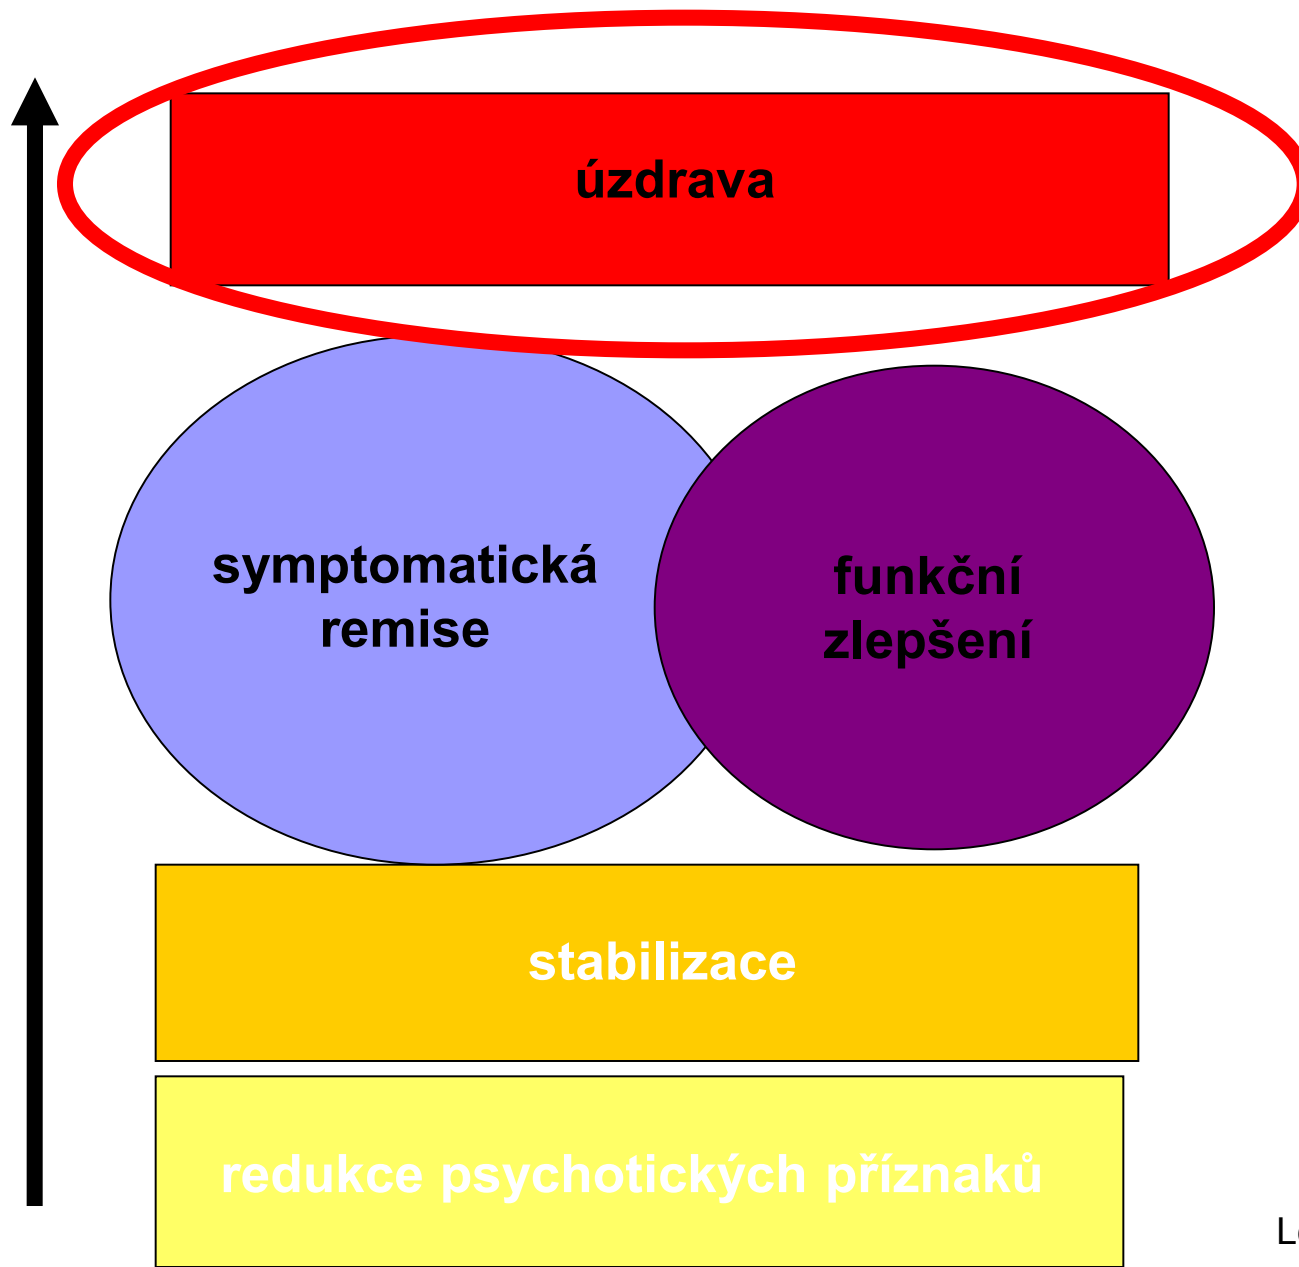 úzdrava
symptomatická
remise
funkční
zlepšení
stabilizace
redukce psychotických příznaků